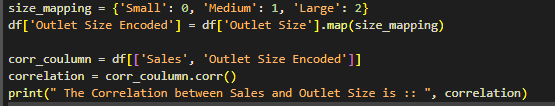 size_mapping = {'Small': 0, 'Medium': 1, 'Large': 2}
df['Outlet Size Encoded'] = df['Outlet Size'].map(size_mapping)
corr_coulumn = df[['Sales', 'Outlet Size Encoded']]
correlation = corr_coulumn.corr()
print(" The Correlation between Sales and Outlet Size is :: ", correlation)